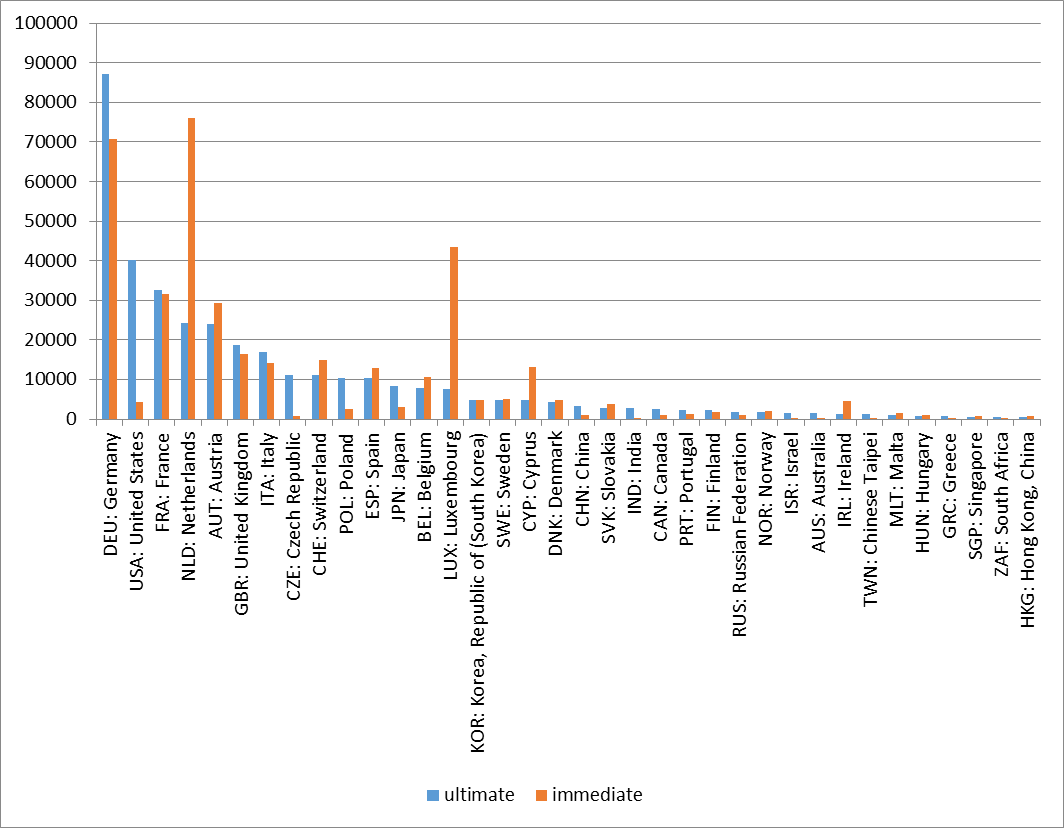 100000
90000
80000
70000
60000
50000
40000
30000
20000
10000
0
DEU: Germany
USA: United States
FRA: France
NLD: Netherlands
AUT: Austria
GBR: United Kingdom
ITA: Italy
CZE: Czech Republic
CHE: Switzerland
POL: Poland
ESP: Spain
JPN: Japan
BEL: Belgium
LUX: Luxembourg
KOR: Korea, Republic of (South Korea)
SWE: Sweden
CYP: Cyprus
DNK: Denmark
CHN: China
SVK: Slovakia
IND: India
CAN: Canada
PRT: Portugal
FIN: Finland
RUS: Russian Federation
NOR: Norway
ISR: Israel
AUS: Australia
IRL: Ireland
TWN: Chinese Taipei
MLT: Malta
HUN: Hungary
GRC: Greece
SGP: Singapore
ZAF: South Africa
HKG: Hong Kong, China
ultimate immediate